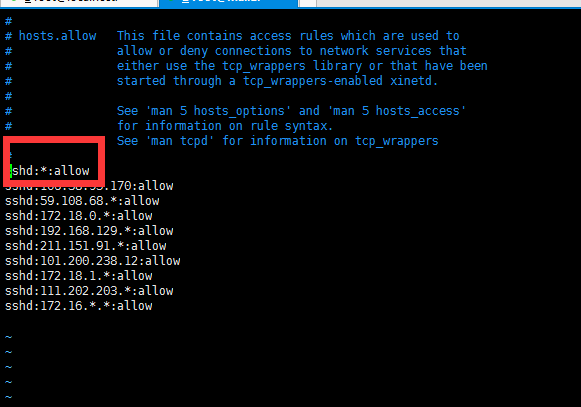 #
# hosts.allow   This file contains access rules which are used to
#               allow or deny connections to network services that
#               either use the tcp_wrappers library or that have been
#               started through a tcp_wrappers-enabled xinetd.
#
#               See 'man 5 hosts_options' and 'man 5 hosts_access'
#               for information on rule syntax.
#               See 'man tcpd' for information on tcp_wrappers
#
sshd:*:allow
sshd:59.108.68.*:allow
sshd:172.18.0.*:allow
sshd:192.168.129.*:allow
sshd:211.151.91.*:allow
sshd:101.200.238.12:allow
sshd:172.18.1.*:allow
sshd:111.202.203.*:allow
sshd:172.16.*.*:allow
~
~
~
~
~